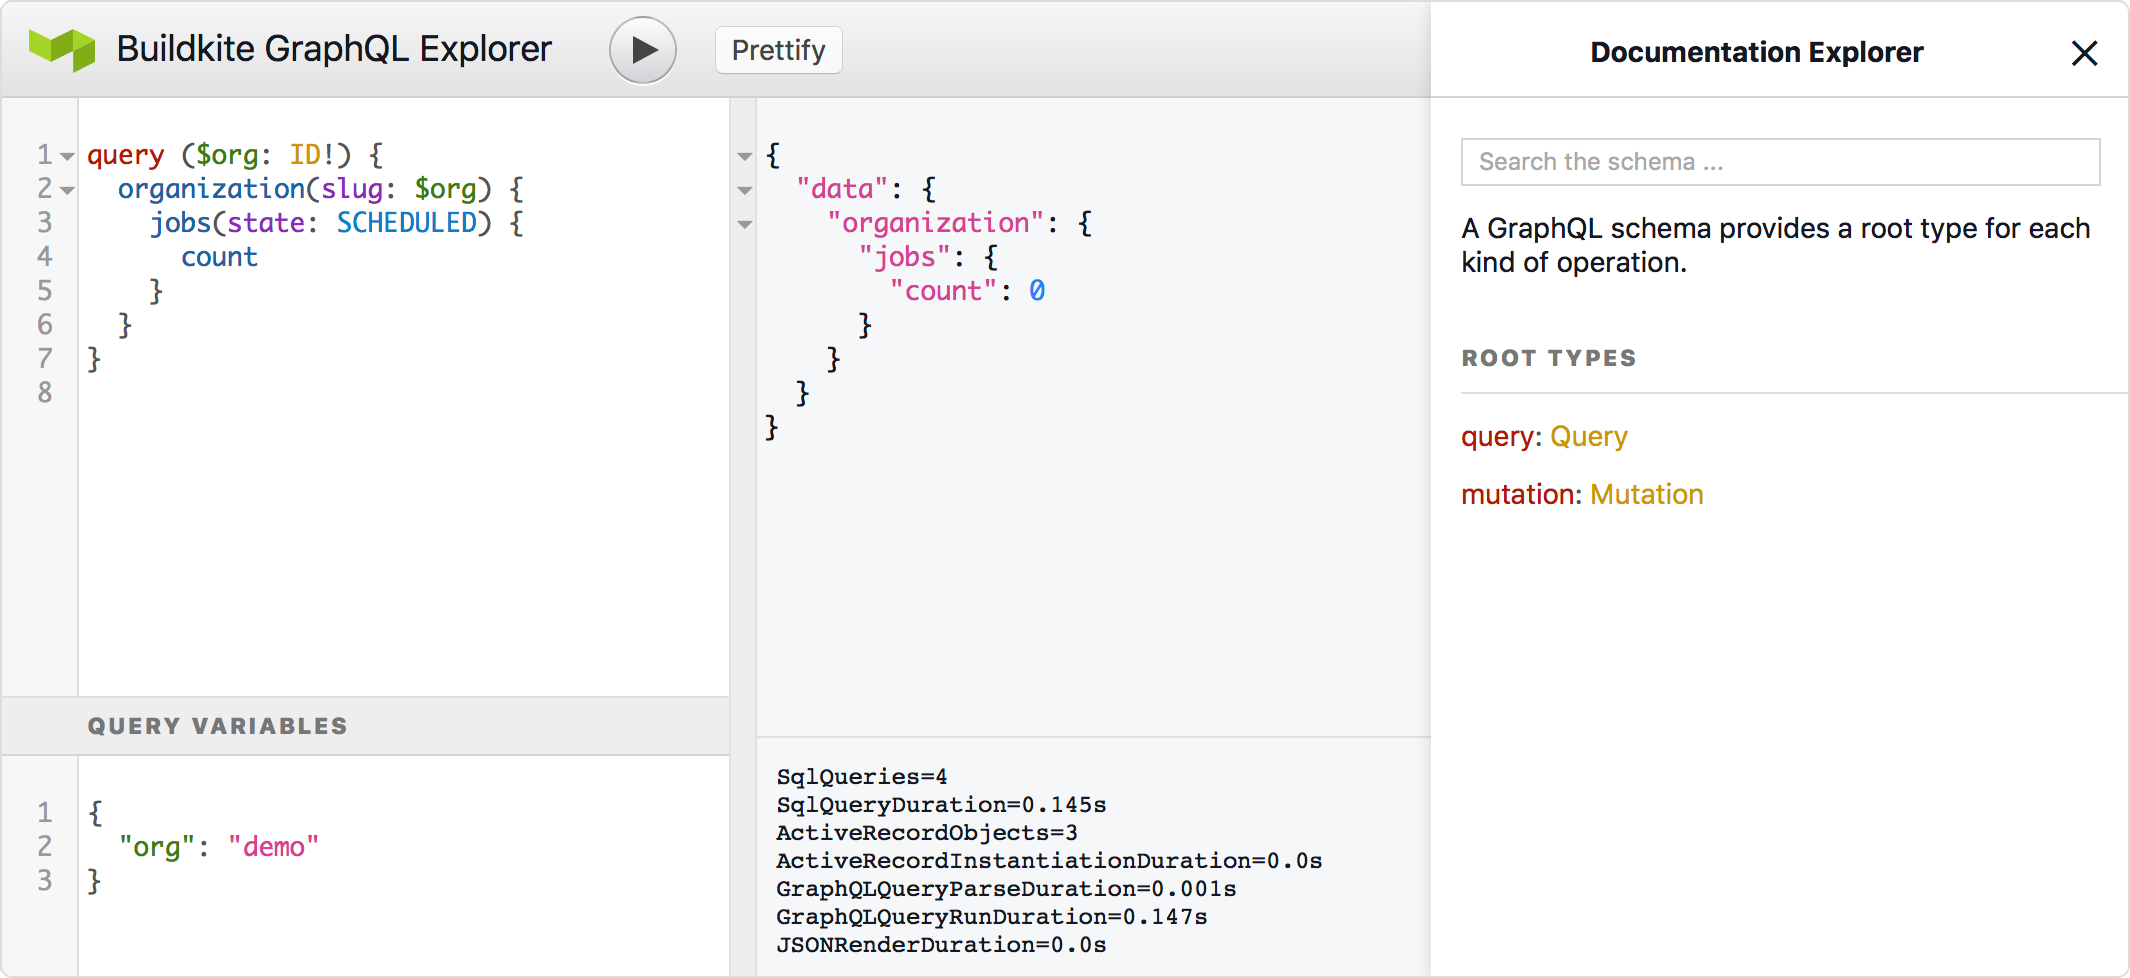 Buildkite GraphQL Explorer
Prettify
1 query ($org: ID!) {
2   organization(slug: $org) {
3     jobs(state: SCHEDULED) {
4       count
5     }
6   }
7 }
8
QUERY VARIABLES
1 {
2   "org": "demo"
3 }
{
  "data": {
    "organization": {
      "jobs": {
        "count": 0
      }
    }
  }
}
SqlQueries=4
SqlQueryDuration=0.145s
ActiveRecordObjects=3
ActiveRecordInstantiationDuration=0.0s
GraphQLQueryParseDuration=0.001s
GraphQLQueryRunDuration=0.147s
JSONRenderDuration=0.0s
Documentation Explorer
Search the schema ...
A GraphQL schema provides a root type for each
kind of operation.
ROOT TYPES
query: Query
mutation: Mutation